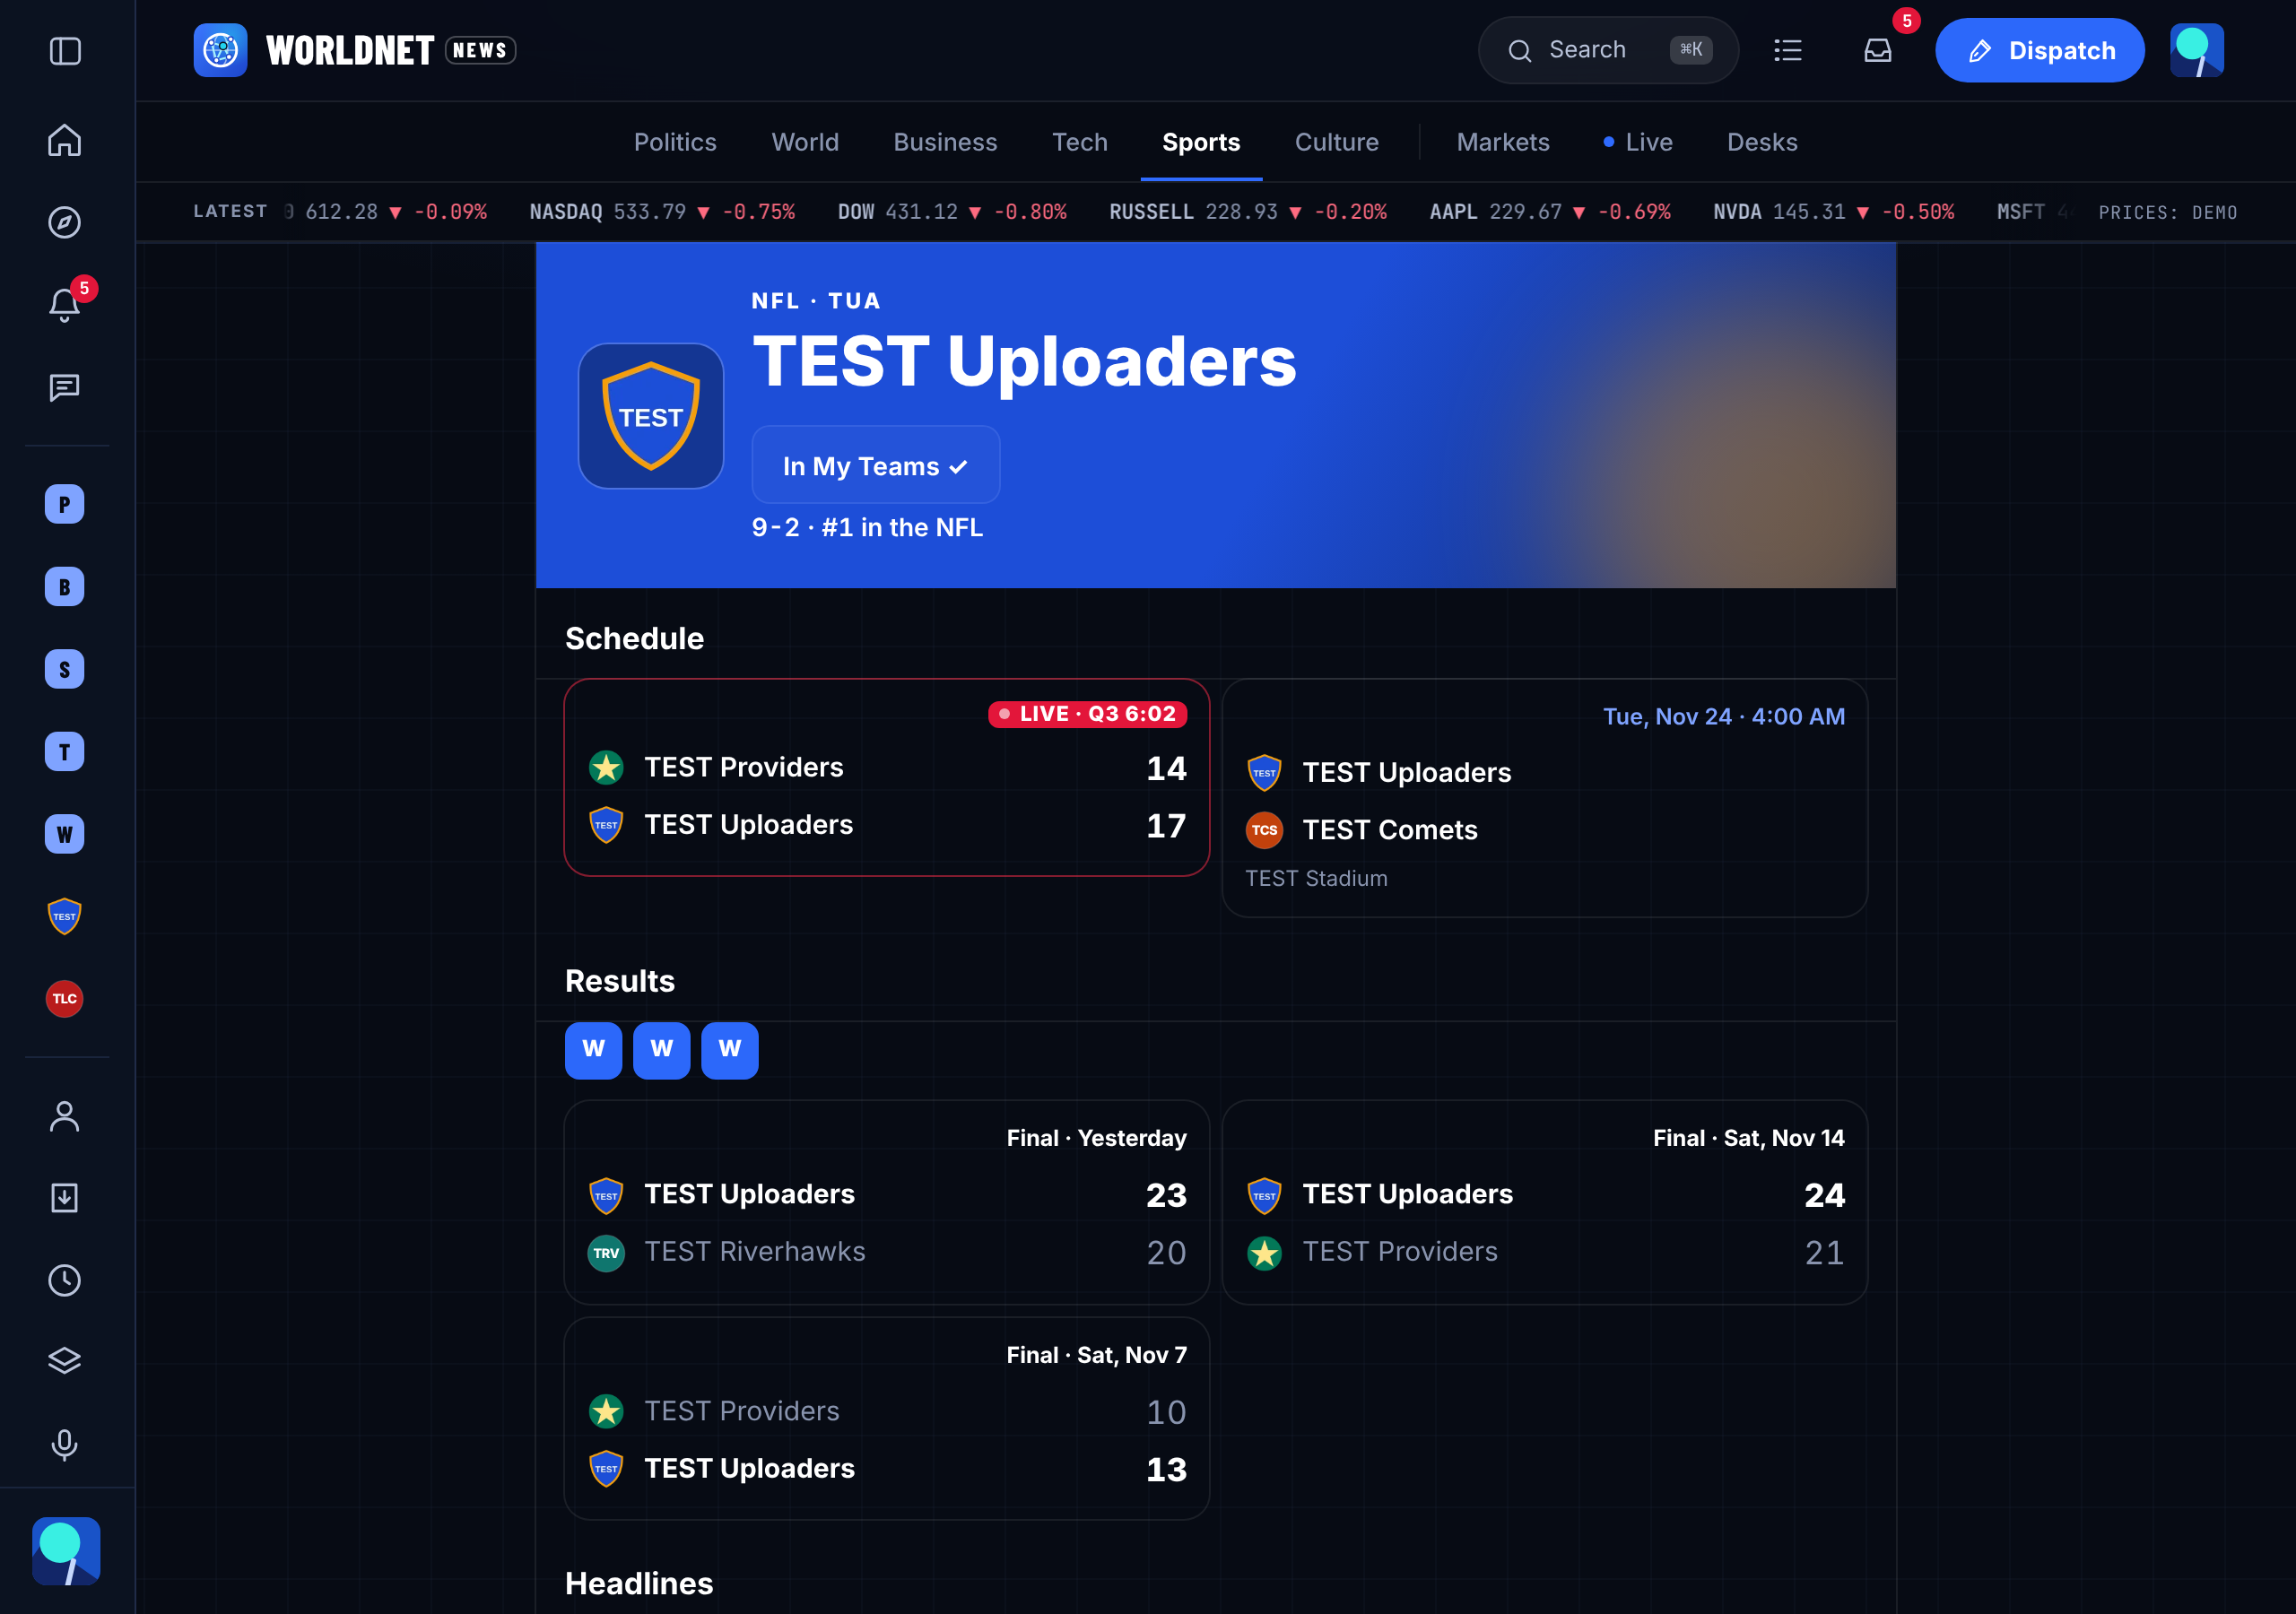 WORLDNET NEWS
Search ⌘K
5
Dispatch
Politics World Business Tech Sports Culture Markets Live Desks
LATEST 612.28 ▼ -0.09% NASDAQ 533.79 ▼ -0.75% DOW 431.12 ▼ -0.80% RUSSELL 228.93 ▼ -0.20% AAPL 229.67 ▼ -0.69% NVDA 145.31 ▼ -0.50% MSFT PRICES: DEMO
5
P
B
S
T
W
TEST
TLC
NFL · TUA
TEST Uploaders
TEST
In My Teams ✓
9-2 · #1 in the NFL
Schedule
LIVE · Q3 6:02
TEST Providers 14
TEST TEST Uploaders 17
Tue, Nov 24 · 4:00 AM
TEST TEST Uploaders
TCS TEST Comets
TEST Stadium
Results
W W W
Final · Yesterday
TEST TEST Uploaders 23
TRV TEST Riverhawks 20
Final · Sat, Nov 14
TEST TEST Uploaders 24
TEST Providers 21
Final · Sat, Nov 7
TEST Providers 10
TEST TEST Uploaders 13
Headlines